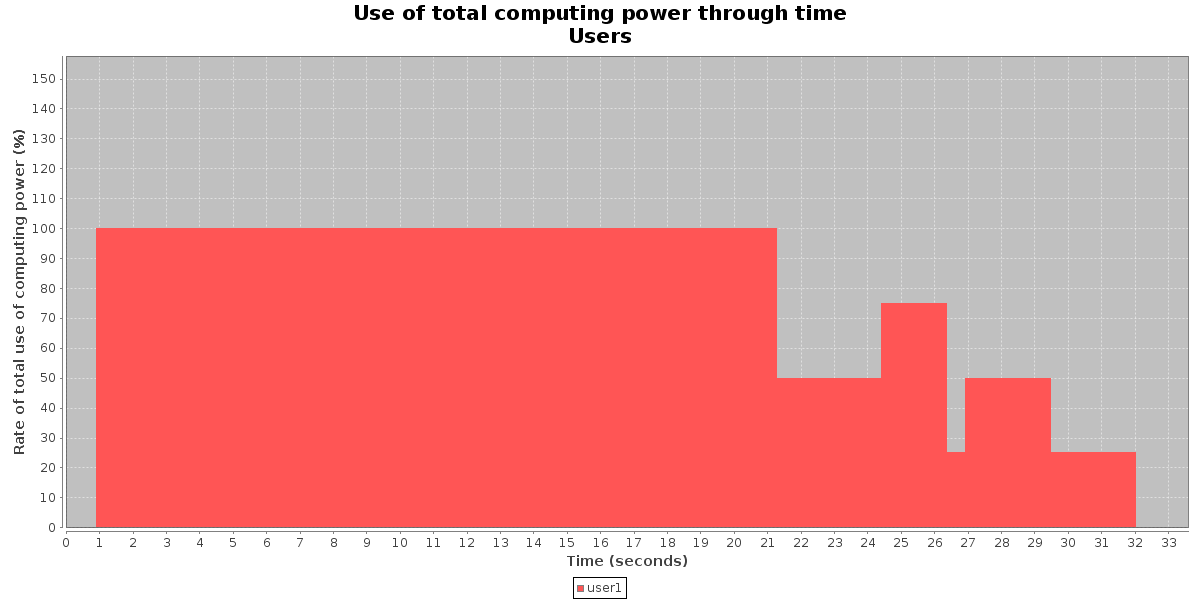 Use of total computing power through time
Users
Rate of total use of computing power (%)
150
140
130
120
110
100
90
80
70
60
50
40
30
20
10
0
0 1 2 3 4 5 6 7 8 9 10 11 12 13 14 15 16 17 18 19 20 21 22 23 24 25 26 27 28 29 30 31 32 33
Time (seconds)
user1